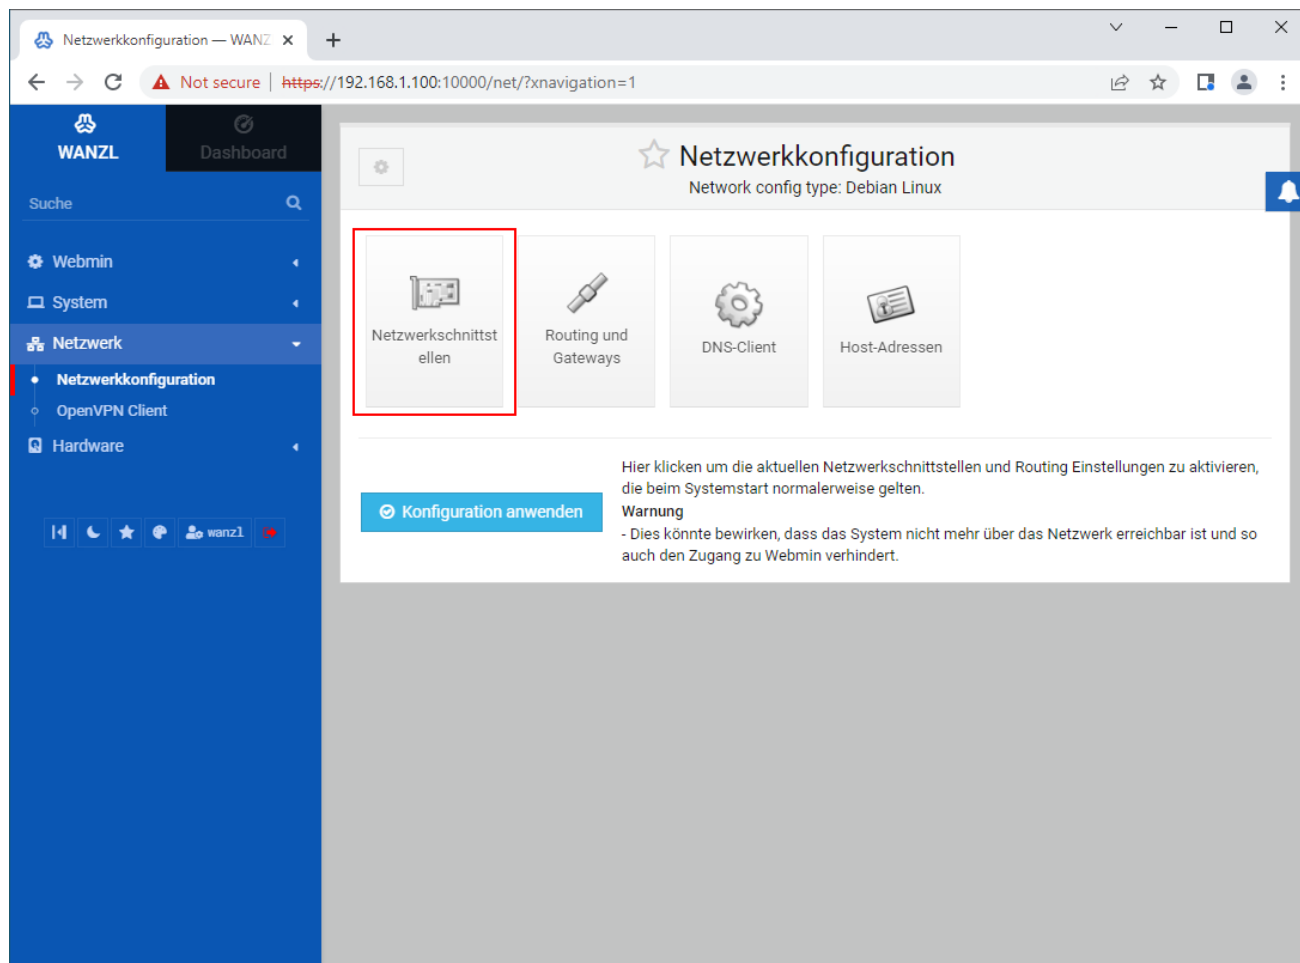 Netzwerkkonfiguration — WANZ
Not secure | https://192.168.1.100:10000/net/?xnavigation=1
WANZL
Dashboard
Suche
Webmin
System
Netzwerk
Netzwerkkonfiguration
OpenVPN Client
Hardware
wanzl
Netzwerkkonfiguration
Network config type: Debian Linux
Netzwerkschnittst
ellen
Routing und
Gateways
DNS-Client
Host-Adressen
Konfiguration anwenden
Hier klicken um die aktuellen Netzwerkschnittstellen und Routing Einstellungen zu aktivieren,
die beim Systemstart normalerweise gelten.
Warnung
- Dies könnte bewirken, dass das System nicht mehr über das Netzwerk erreichbar ist und so
auch den Zugang zu Webmin verhindert.